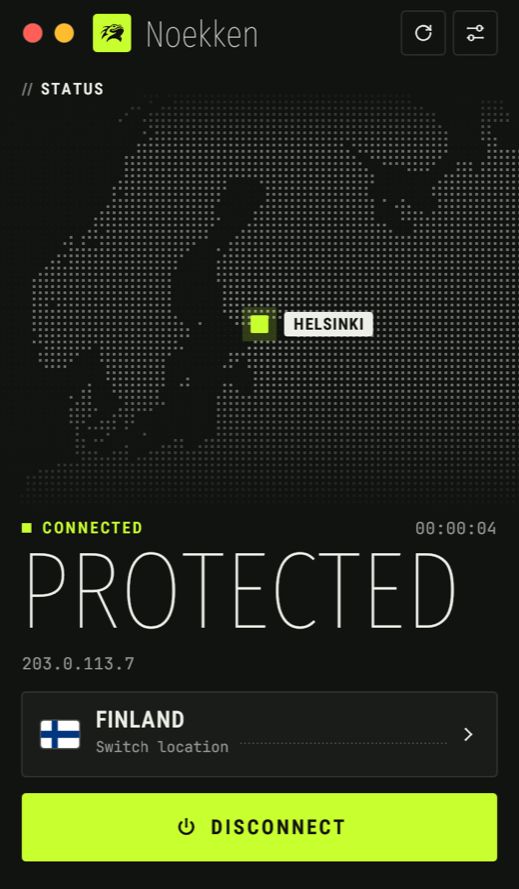 Noekken
// STATUS
HELSINKI
CONNECTED
00:00:04
PROTECTED
203.0.113.7
FINLAND
Switch location
DISCONNECT